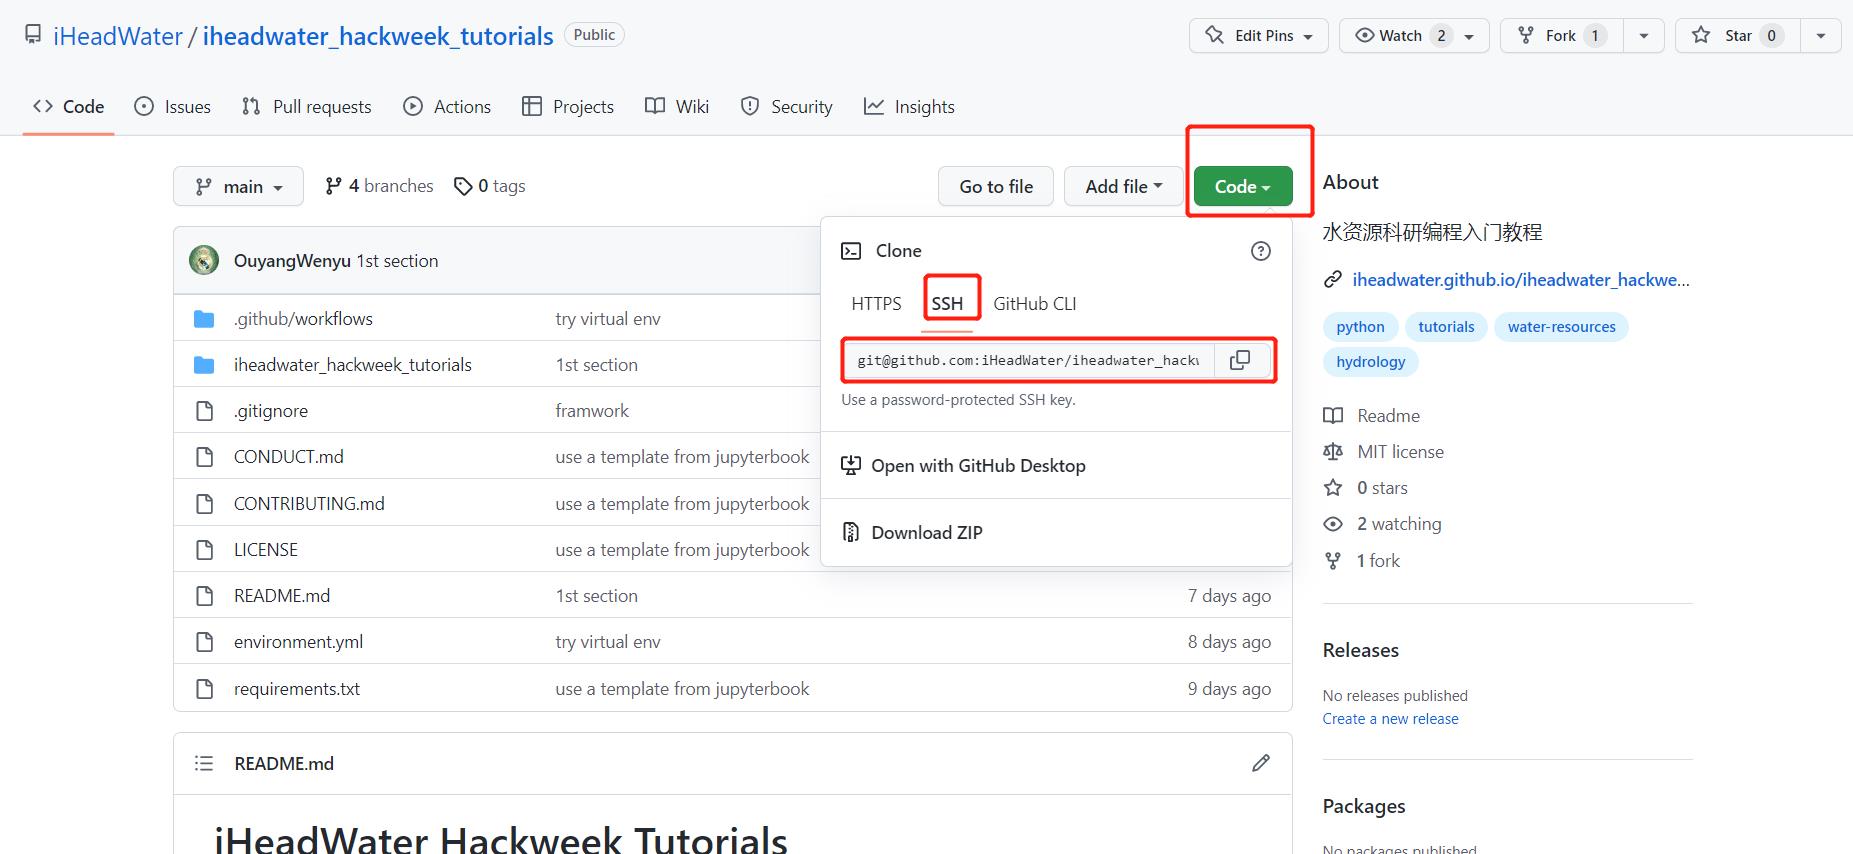 iHeadWater / iheadwater_hackweek_tutorials Public
Edit Pins Watch 2 Fork 1 Star 0
Code Issues Pull requests Actions Projects Wiki Security Insights
main 4 branches 0 tags
Go to file Add file Code
OuyangWenyu 1st section
.github/workflows try virtual env
iheadwater_hackweek_tutorials 1st section
.gitignore framwork
CONDUCT.md use a template from jupyterbook
CONTRIBUTING.md use a template from jupyterbook
LICENSE use a template from jupyterbook
README.md 1st section 7 days ago
environment.yml try virtual env 8 days ago
requirements.txt use a template from jupyterbook 9 days ago
Clone
HTTPS SSH GitHub CLI
git@github.com:iHeadWater/iheadwater_hackw
Use a password-protected SSH key.
Open with GitHub Desktop
Download ZIP
README.md
iHeadWater Hackweek Tutorials
About
水资源科研编程入门教程
iheadwater.github.io/iheadwater_hackwe...
python tutorials water-resources
hydrology
Readme
MIT license
0 stars
2 watching
1 fork
Releases
No releases published
Create a new release
Packages
No packages published